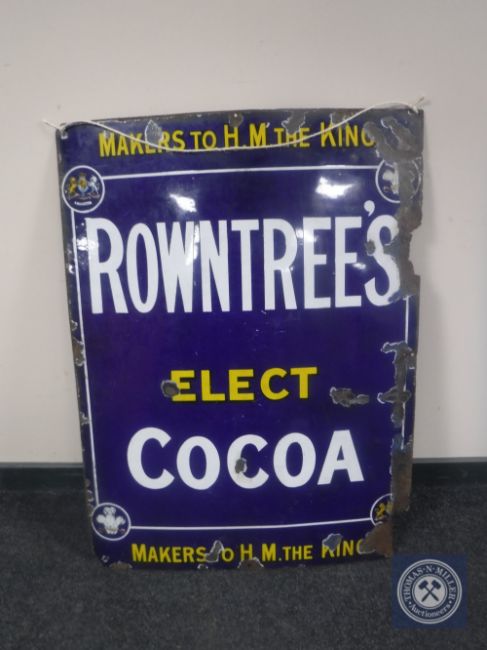 MAKERS TO H.M. THE KING
ROWNTREE'S
ELECT
COCOA
MAKERS TO H.M. THE KING
THOMAS·N·MILLER
Auctioneers